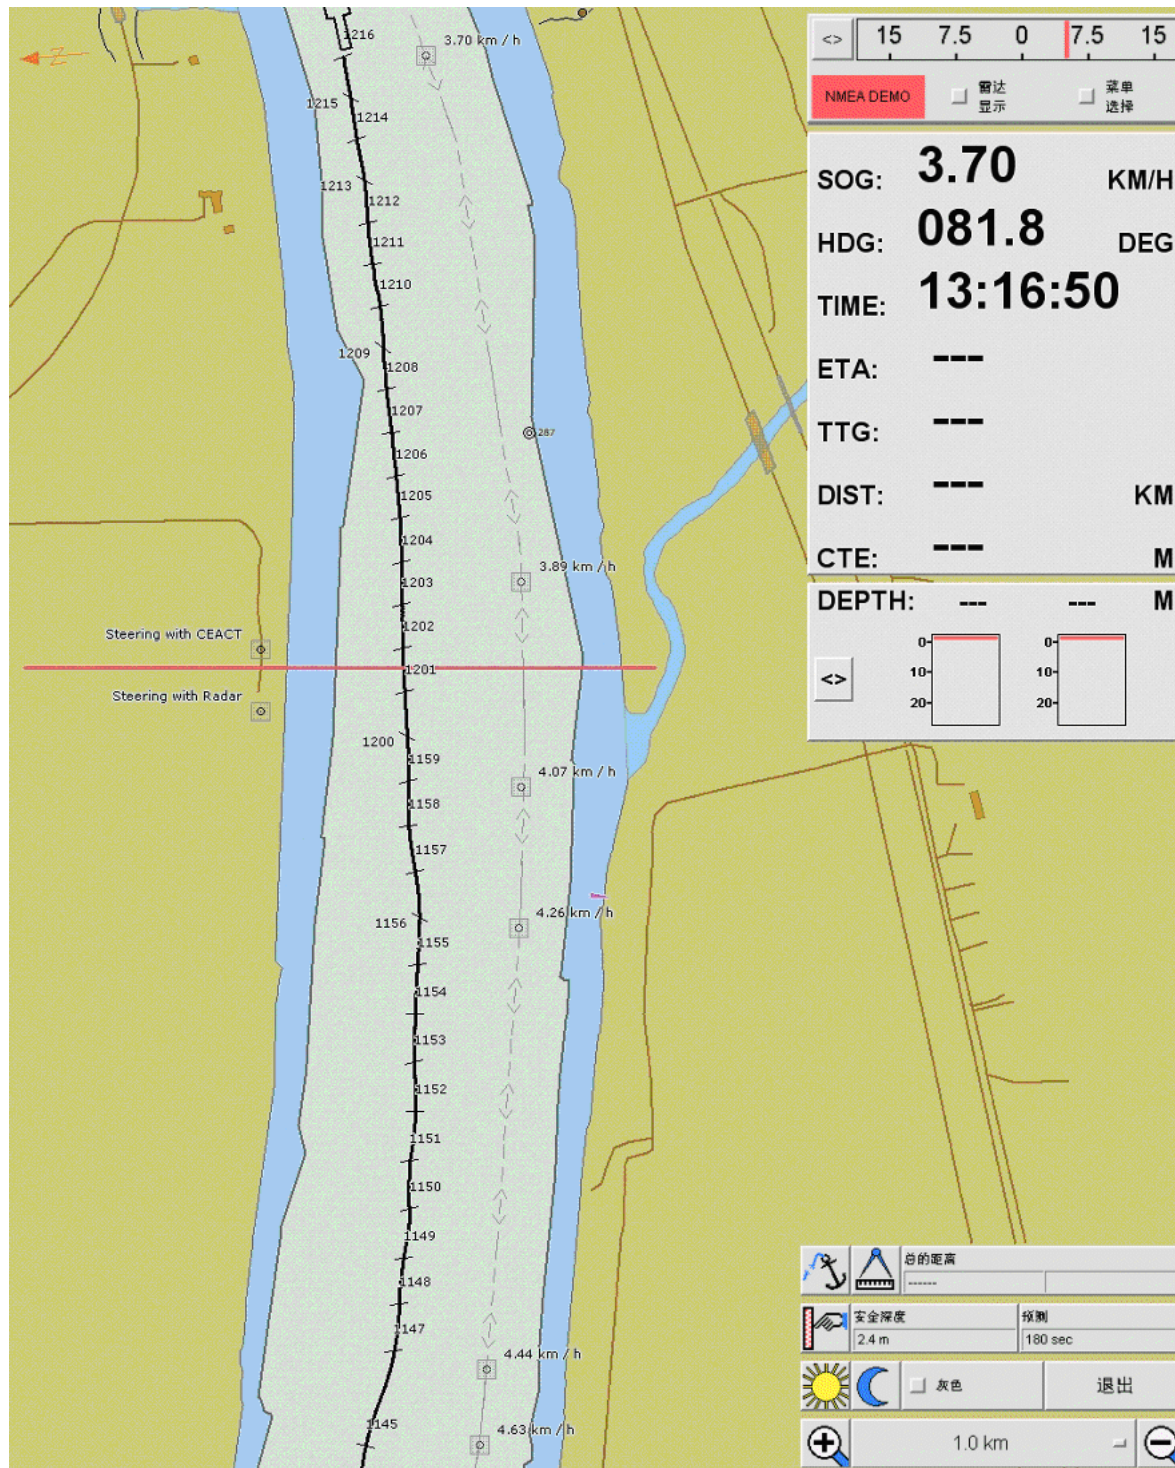 1216
3.70 km / h
1215
1214
1213
1212
1211
1210
1209
1208
1207
1206
287
1205
1204
3.89 km / h
1203
1202
Steering with CEACT
1201
Steering with Radar
1200
1159
4.07 km / h
1158
1157
1156
4.26 km / h
1155
1154
1153
1152
1151
1150
1149
1148
1147
4.44 km / h
1145
4.63 km / h
Z
<> 15 7.5 0 7.5 15
NMEA DEMO
雷达
显示
菜单
选择
SOG: 3.70 KM/H
HDG: 081.8 DEG
TIME: 13:16:50
ETA: ---
TTG: ---
DIST: --- KM
CTE: --- M
DEPTH: --- --- M
0- 0-
10- 10-
<>
20- 20-
总的距离
------
安全深度
2.4 m
预测
180 sec
灰色
退出
1.0 km